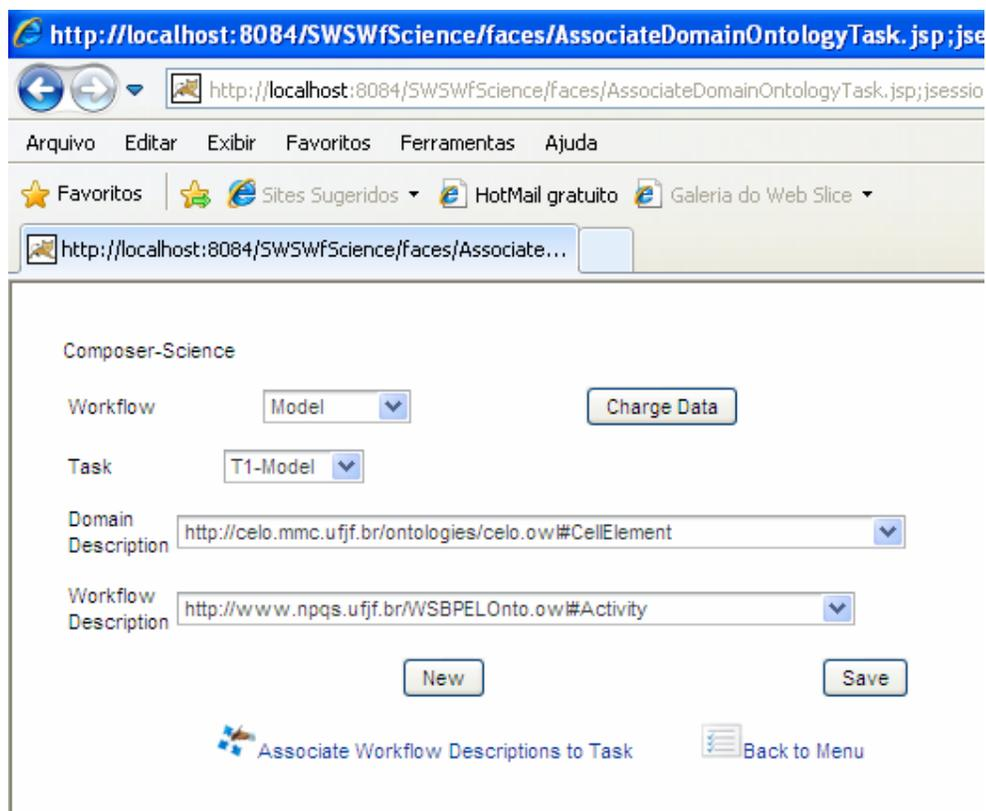 http://localhost:8084/SWSWfScience/faces/AssociateDomainOntologyTask.jsp;jse
http://localhost:8084/SWSWfScience/faces/AssociateDomainOntologyTask.jsp;jsessio
Arquivo Editar Exibir Favoritos Ferramentas Ajuda
Favoritos Sites Sugeridos HotMail gratuito Galeria do Web Slice
http://localhost:8084/SWSWfScience/faces/Associate...
Composer-Science
Workflow Model Charge Data
Task T1-Model
Domain
Description http://celo.mmc.ufjf.br/ontologies/celo.owl#CellElement
Workflow
Description http://www.npqs.ufjf.br/WSBPELOnto.owl#Activity
New Save
Associate Workflow Descriptions to Task Back to Menu